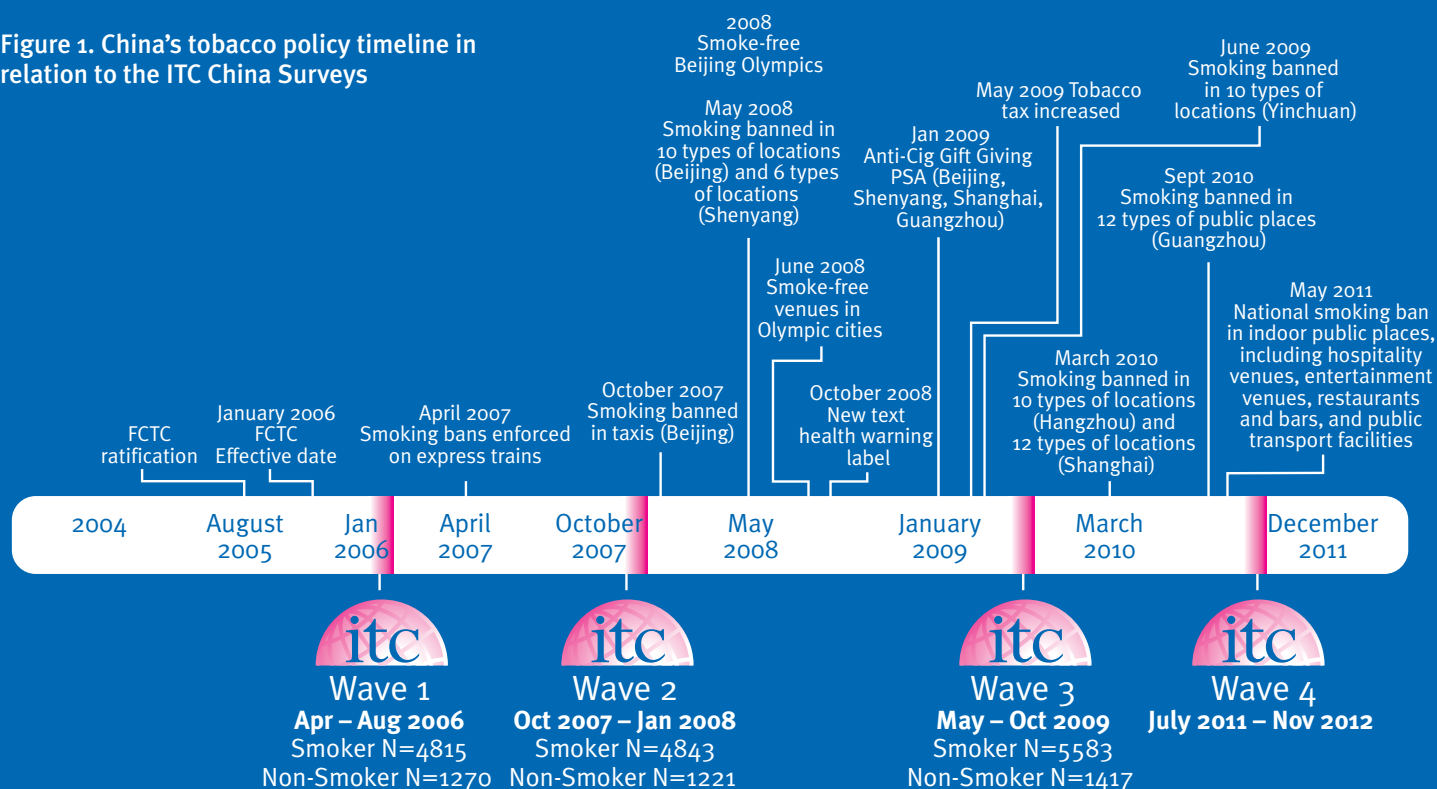 Figure 1. China's tobacco policy timeline in
relation to the ITC China Surveys
2008
Smoke-free
Beijing Olympics
May 2008
Smoking banned in
10 types of locations
(Beijing) and 6 types
of locations
(Shenyang)
June 2008
Smoke-free
venues in
Olympic cities
Jan 2009
Anti-Cig Gift Giving
PSA (Beijing,
Shenyang, Shanghai,
Guangzhou)
May 2009 Tobacco
tax increased
June 2009
Smoking banned
in 10 types of
locations (Yinchuan)
Sept 2010
Smoking banned in
12 types of public places
(Guangzhou)
May 2011
National smoking ban
in indoor public places,
including hospitality
venues, entertainment
venues, restaurants
and bars, and public
transport facilities
FCTC
ratification
January 2006
FCTC
Effective date
April 2007
Smoking bans enforced
on express trains
October 2007
Smoking banned
in taxis (Beijing)
October 2008
New text
health warning
label
March 2010
Smoking banned in
10 types of locations
(Hangzhou) and
12 types of locations
(Shanghai)
2004
August
2005
Jan
2006
April
2007
October
2007
May
2008
January
2009
March
2010
December
2011
itc
Wave 1
Apr – Aug 2006
Smoker N=4815
Non-Smoker N=1270
itc
Wave 2
Oct 2007 – Jan 2008
Smoker N=4843
Non-Smoker N=1221
itc
Wave 3
May – Oct 2009
Smoker N=5583
Non-Smoker N=1417
itc
Wave 4
July 2011 – Nov 2012